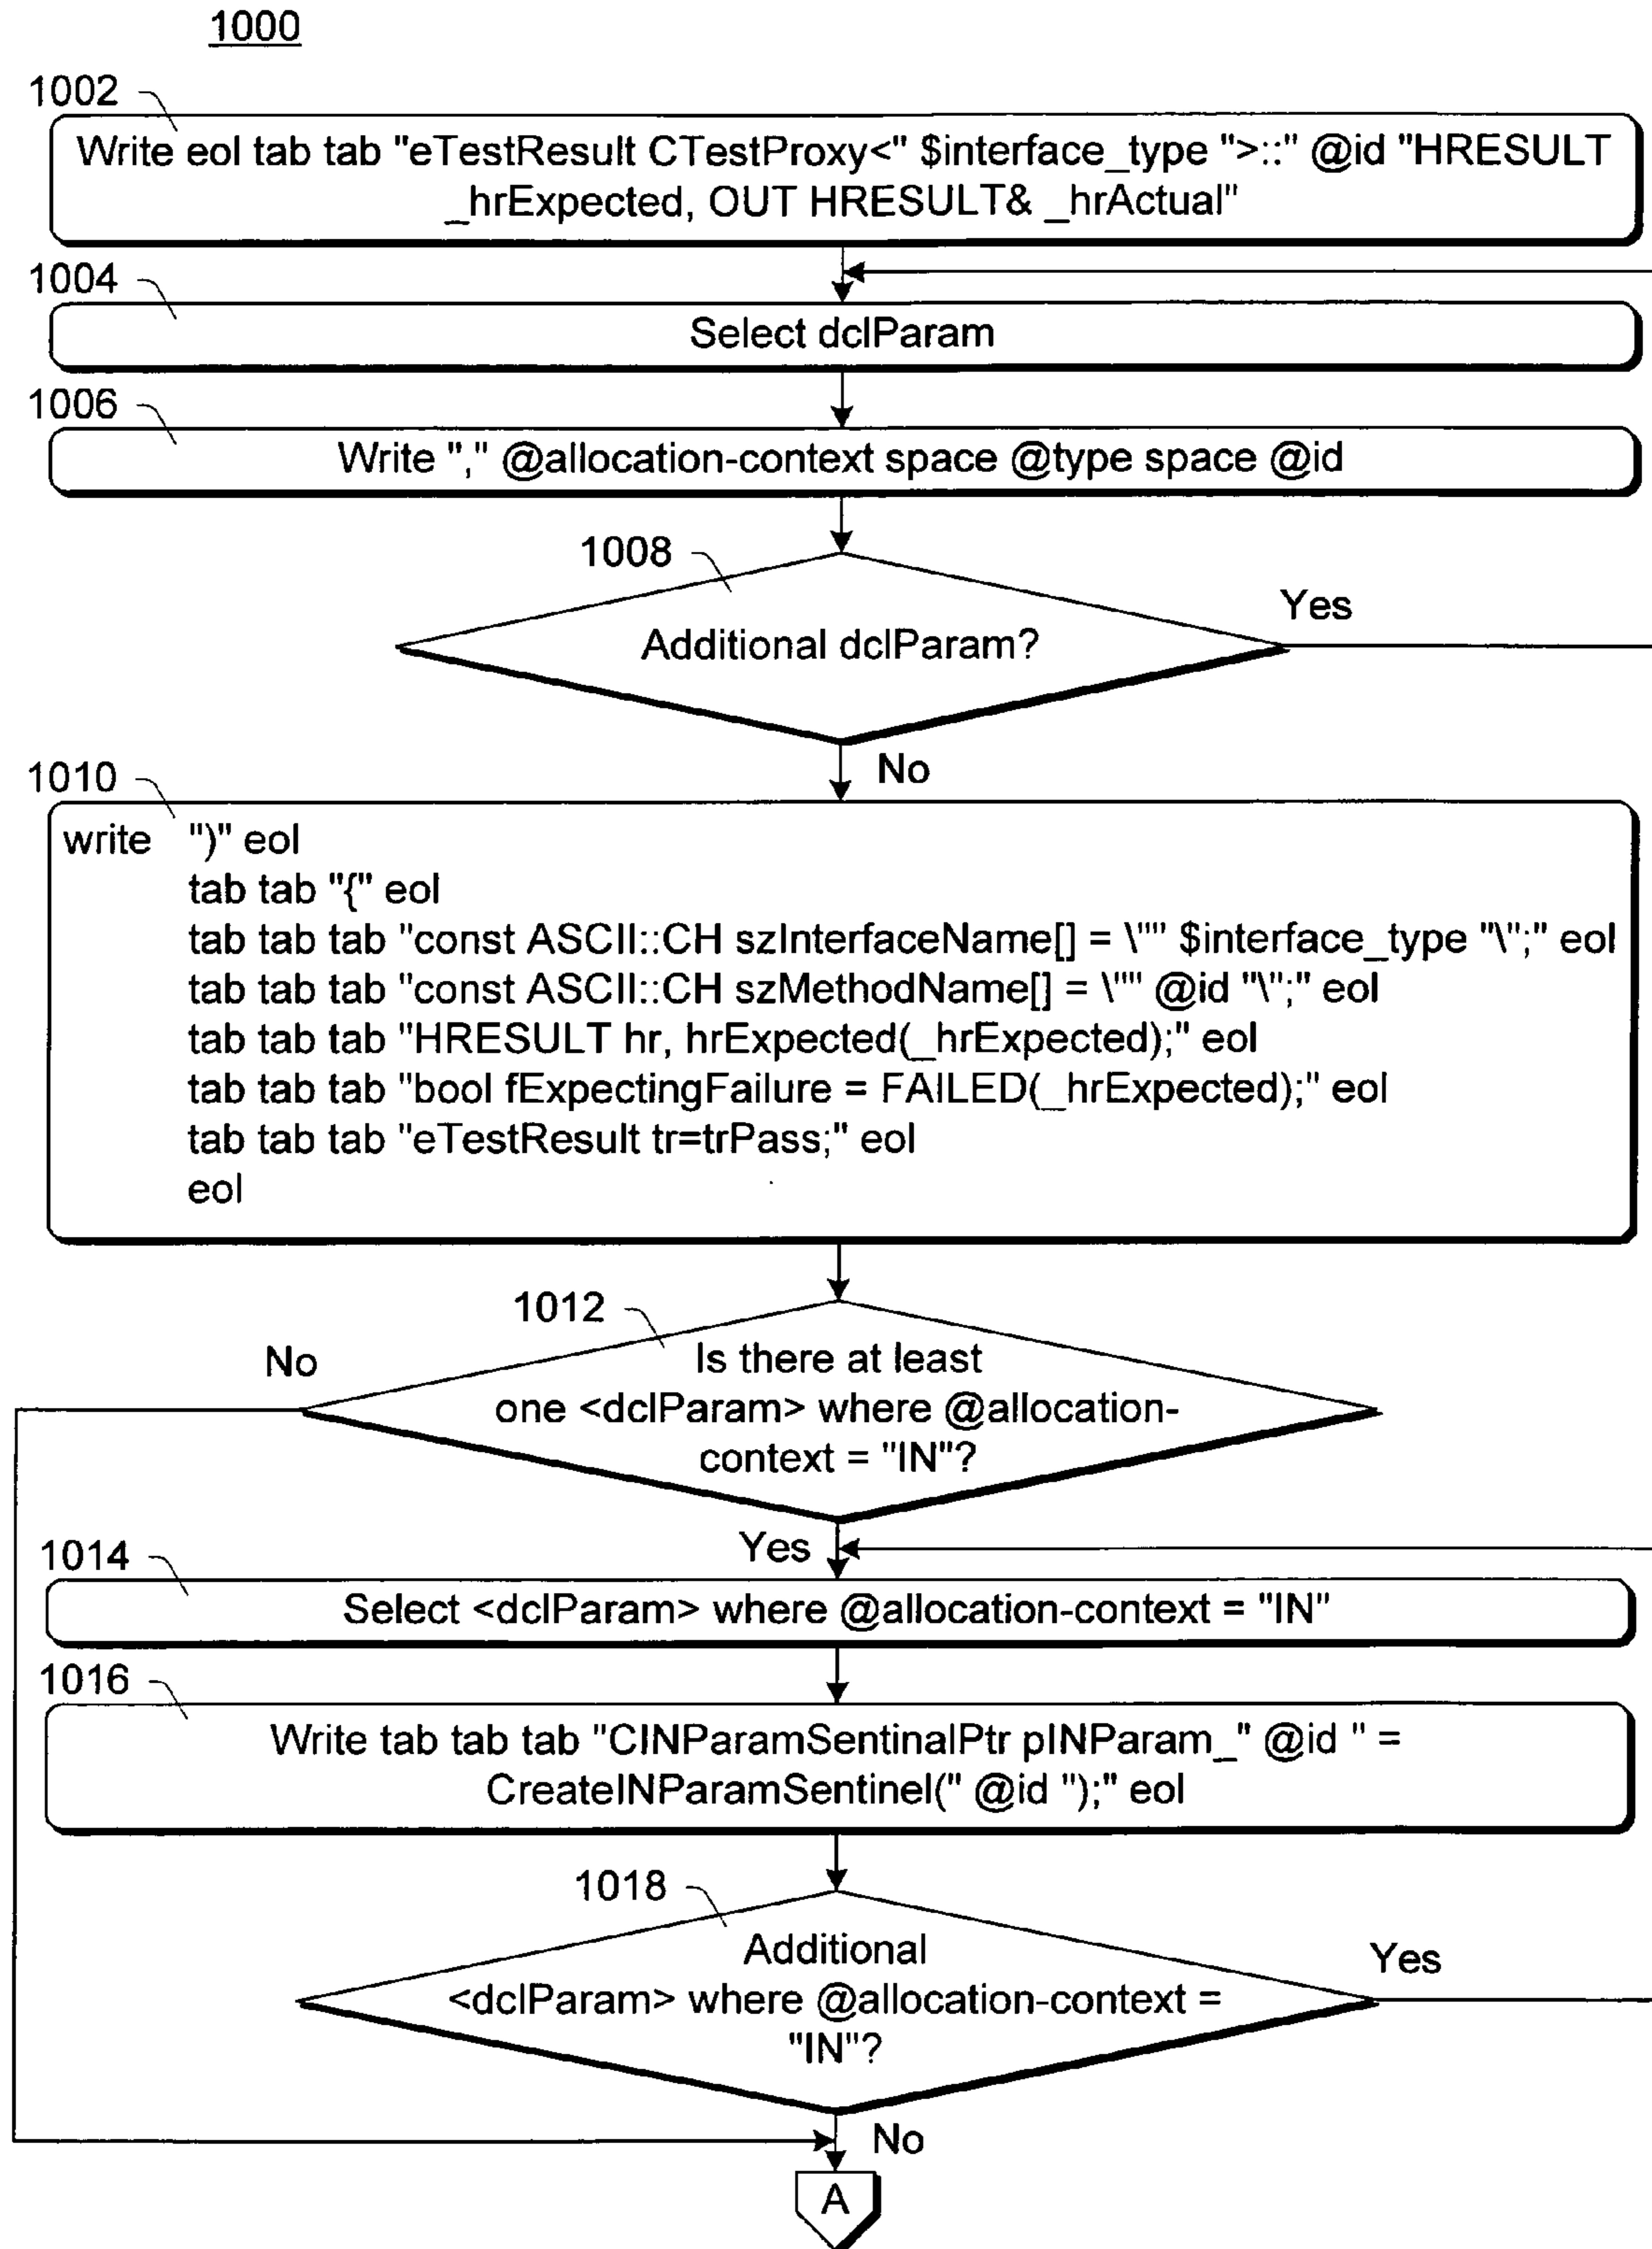 1000
1002
Write eol tab tab "eTestResult CTestProxy<" $interface_type ">::" @id "HRESULT
_hrExpected, OUT HRESULT& _hrActual"
1004
Select dclParam
1006
Write "," @allocation-context space @type space @id
1008
Yes
Additional dclParam?
No
1010
write ")" eol
tab tab "{" eol
tab tab tab "const ASCII::CH szInterfaceName[] = \"" $interface_type "\";" eol
tab tab tab "const ASCII::CH szMethodName[] = \"" @id "\";" eol
tab tab tab "HRESULT hr, hrExpected(_hrExpected);" eol
tab tab tab "bool fExpectingFailure = FAILED(_hrExpected);" eol
tab tab tab "eTestResult tr=trPass;" eol
eol
1012
No
Is there at least
one <dclParam> where @allocation-
context = "IN"?
Yes
1014
Select <dclParam> where @allocation-context = "IN"
1016
Write tab tab tab "CINParamSentinalPtr pINParam_" @id " =
CreateINParamSentinel(" @id ");" eol
1018
Additional
Yes
<dclParam> where @allocation-context =
"IN"?
No
A